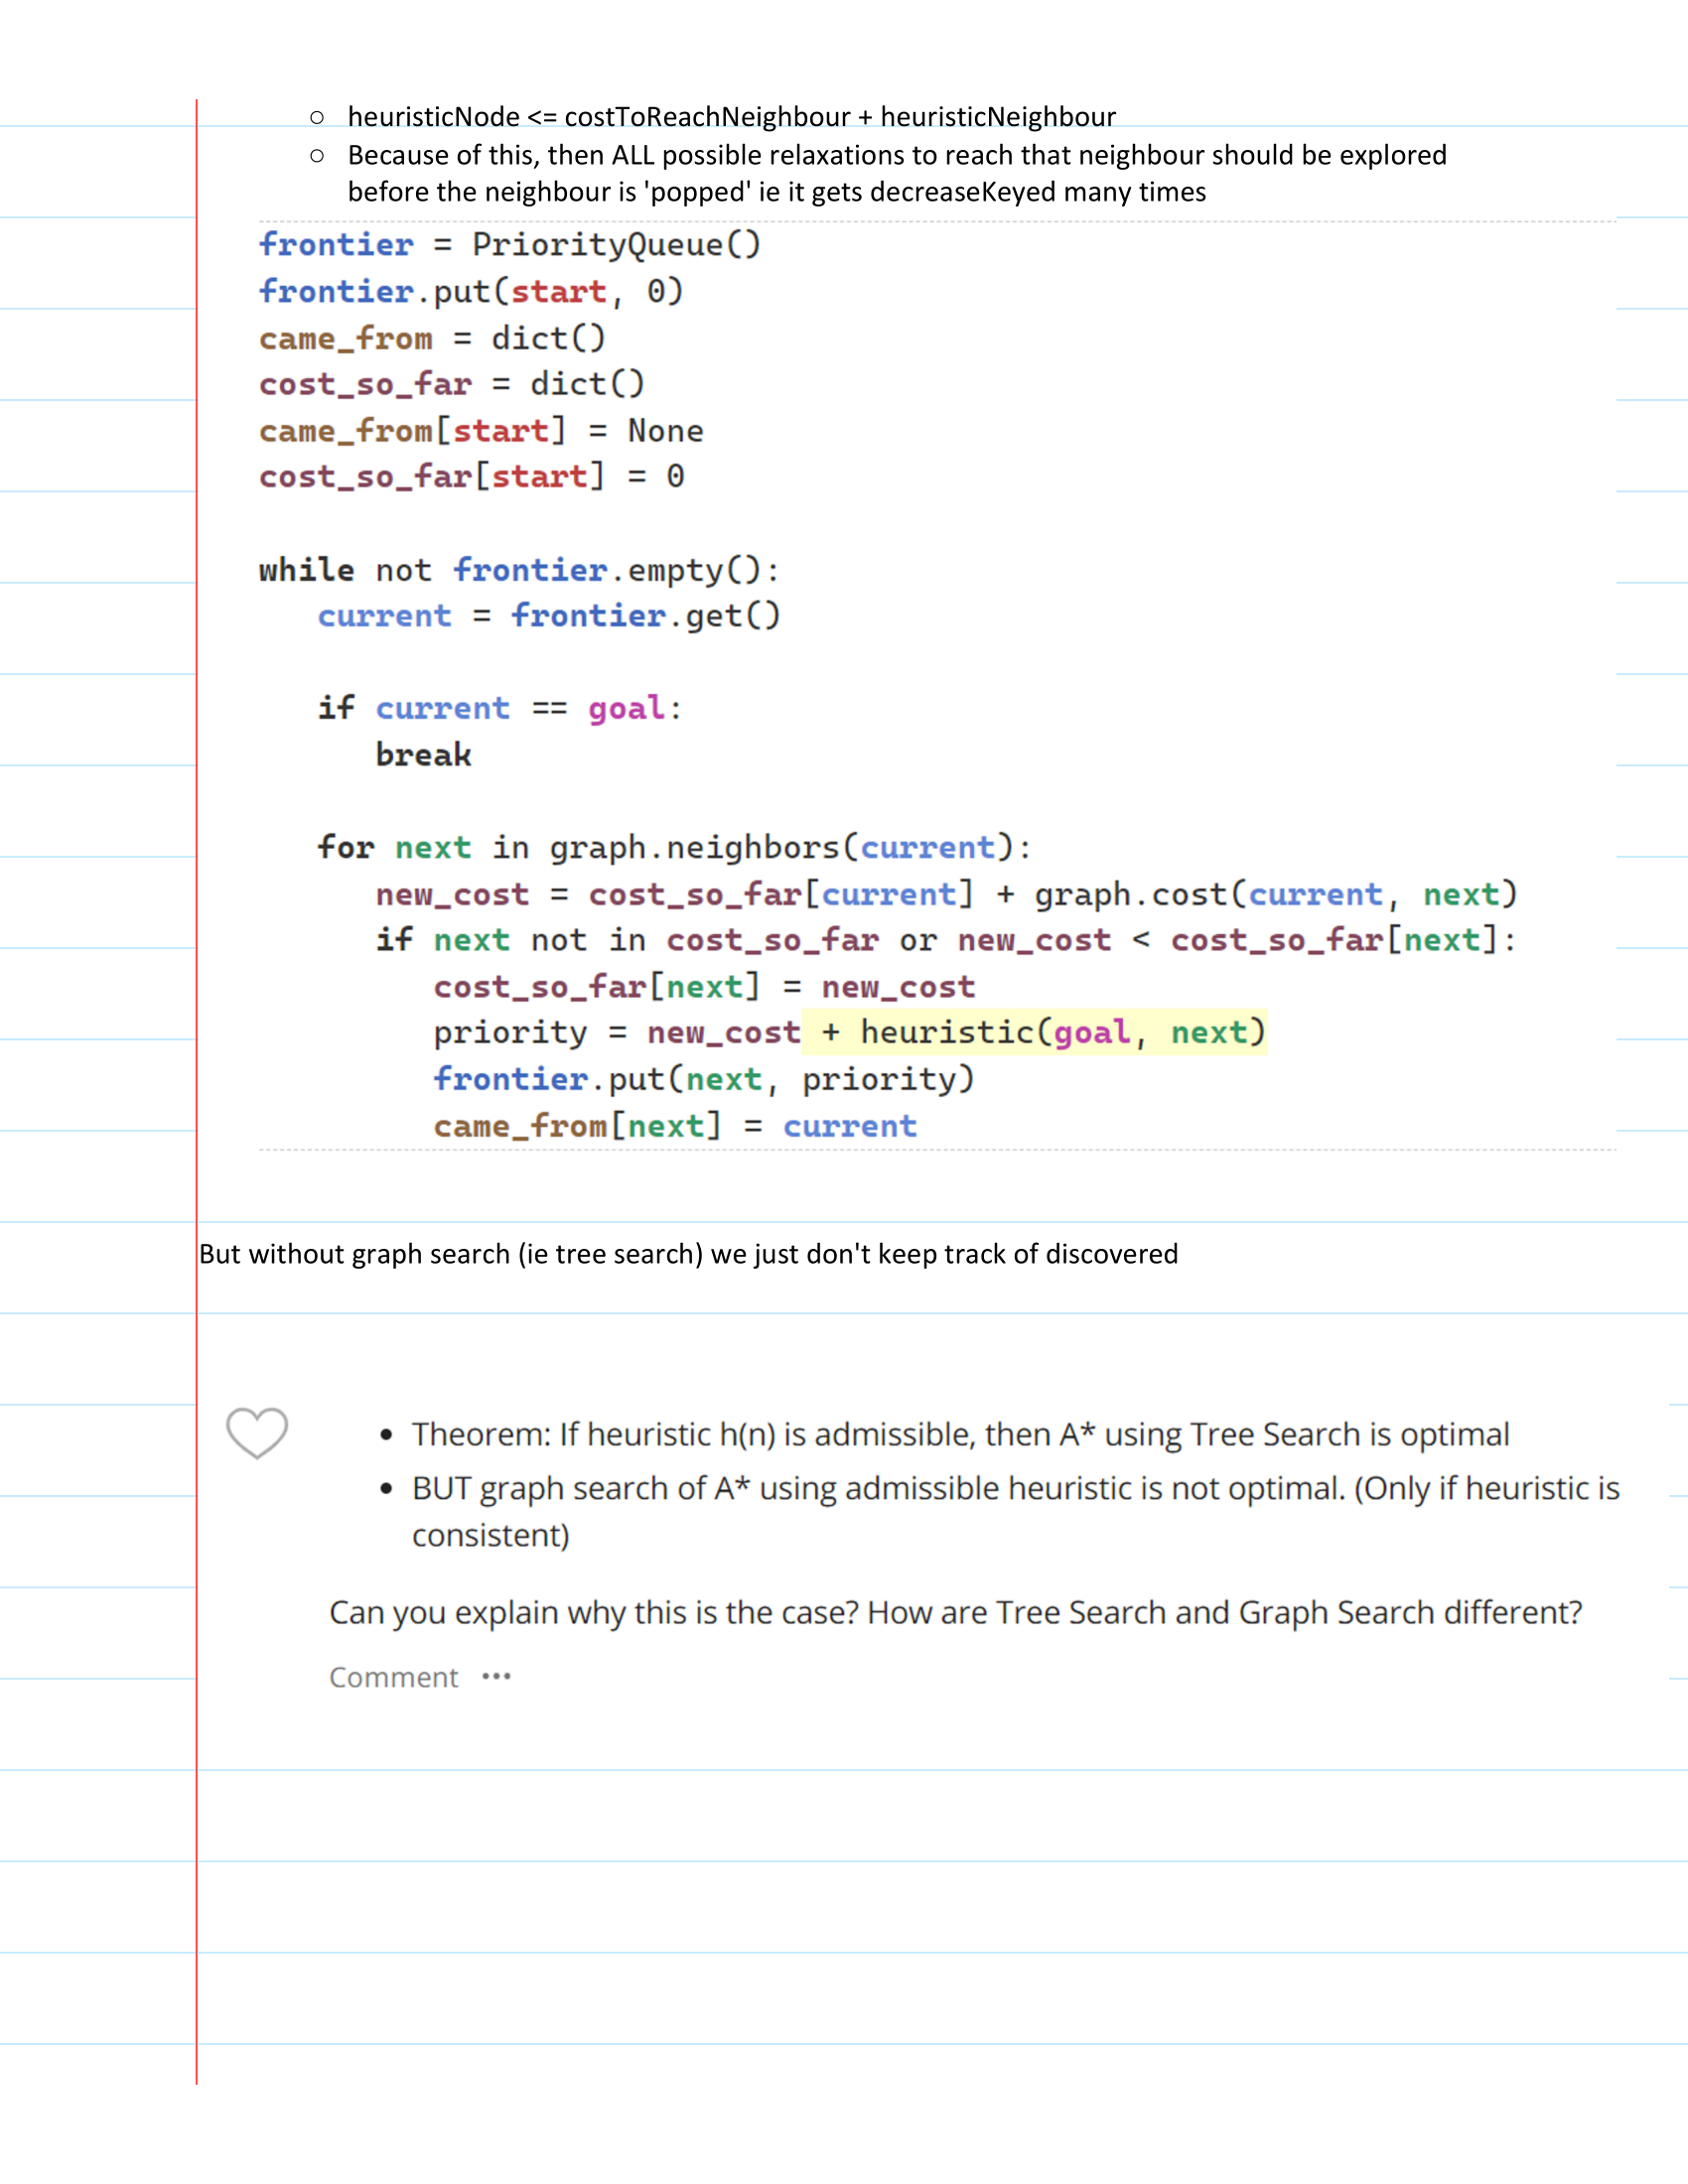 ○ heuristicNode <= costToReachNeighbour + heuristicNeighbour
○ Because of this, then ALL possible relaxations to reach that neighbour should be explored
before the neighbour is 'popped' ie it gets decreaseKeyed many times
frontier = PriorityQueue()
frontier.put(start, 0)
came_from = dict()
cost_so_far = dict()
came_from[start] = None
cost_so_far[start] = 0
while not frontier.empty():
   current = frontier.get()
   if current == goal:
      break
   for next in graph.neighbors(current):
      new_cost = cost_so_far[current] + graph.cost(current, next)
      if next not in cost_so_far or new_cost < cost_so_far[next]:
         cost_so_far[next] = new_cost
         priority = new_cost + heuristic(goal, next)
         frontier.put(next, priority)
         came_from[next] = current
But without graph search (ie tree search) we just don't keep track of discovered
• Theorem: If heuristic h(n) is admissible, then A* using Tree Search is optimal
• BUT graph search of A* using admissible heuristic is not optimal. (Only if heuristic is
consistent)
Can you explain why this is the case? How are Tree Search and Graph Search different?
Comment •••